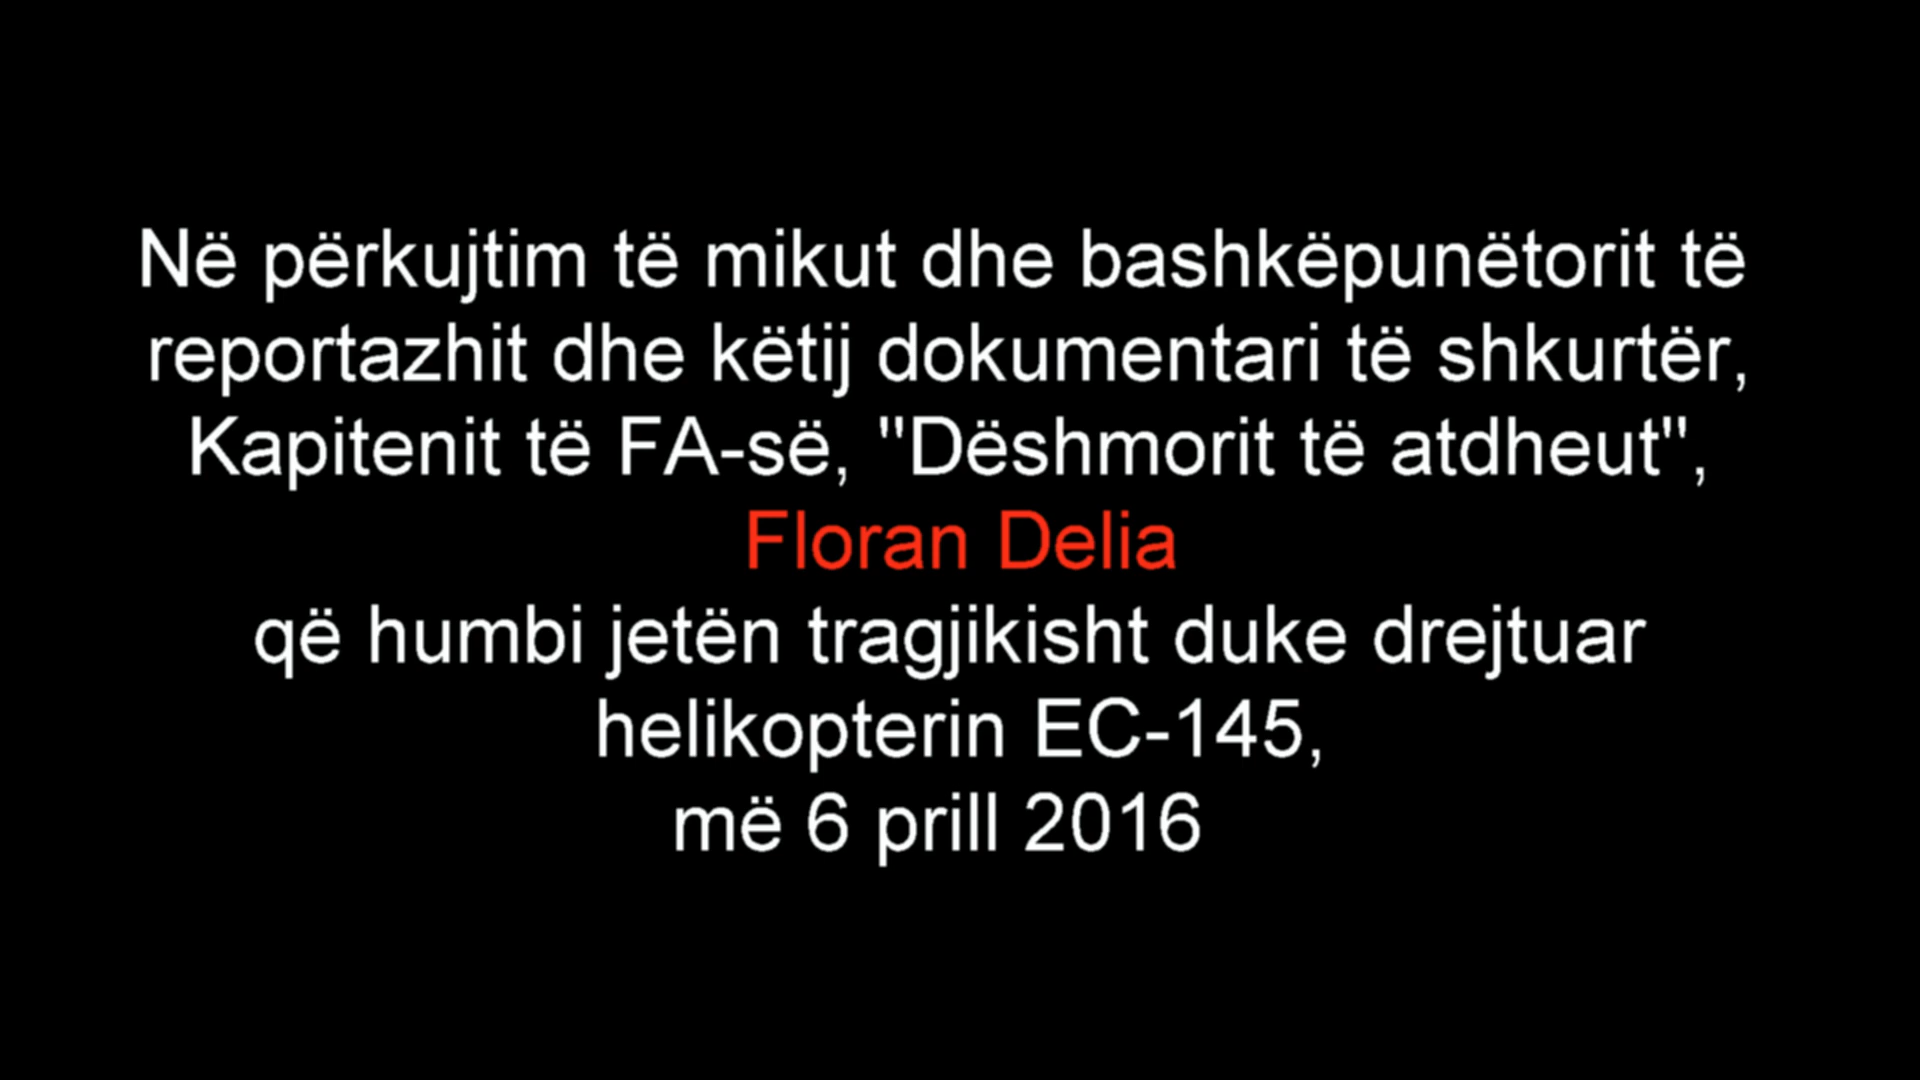 Në përkujtim të mikut dhe bashkëpunëtorit të
reportazhit dhe këtij dokumentari të shkurtër,
Kapitenit të FA-së, "Dëshmorit të atdheut",
Floran Delia
që humbi jetën tragjikisht duke drejtuar
helikopterin EC-145,
më 6 prill 2016